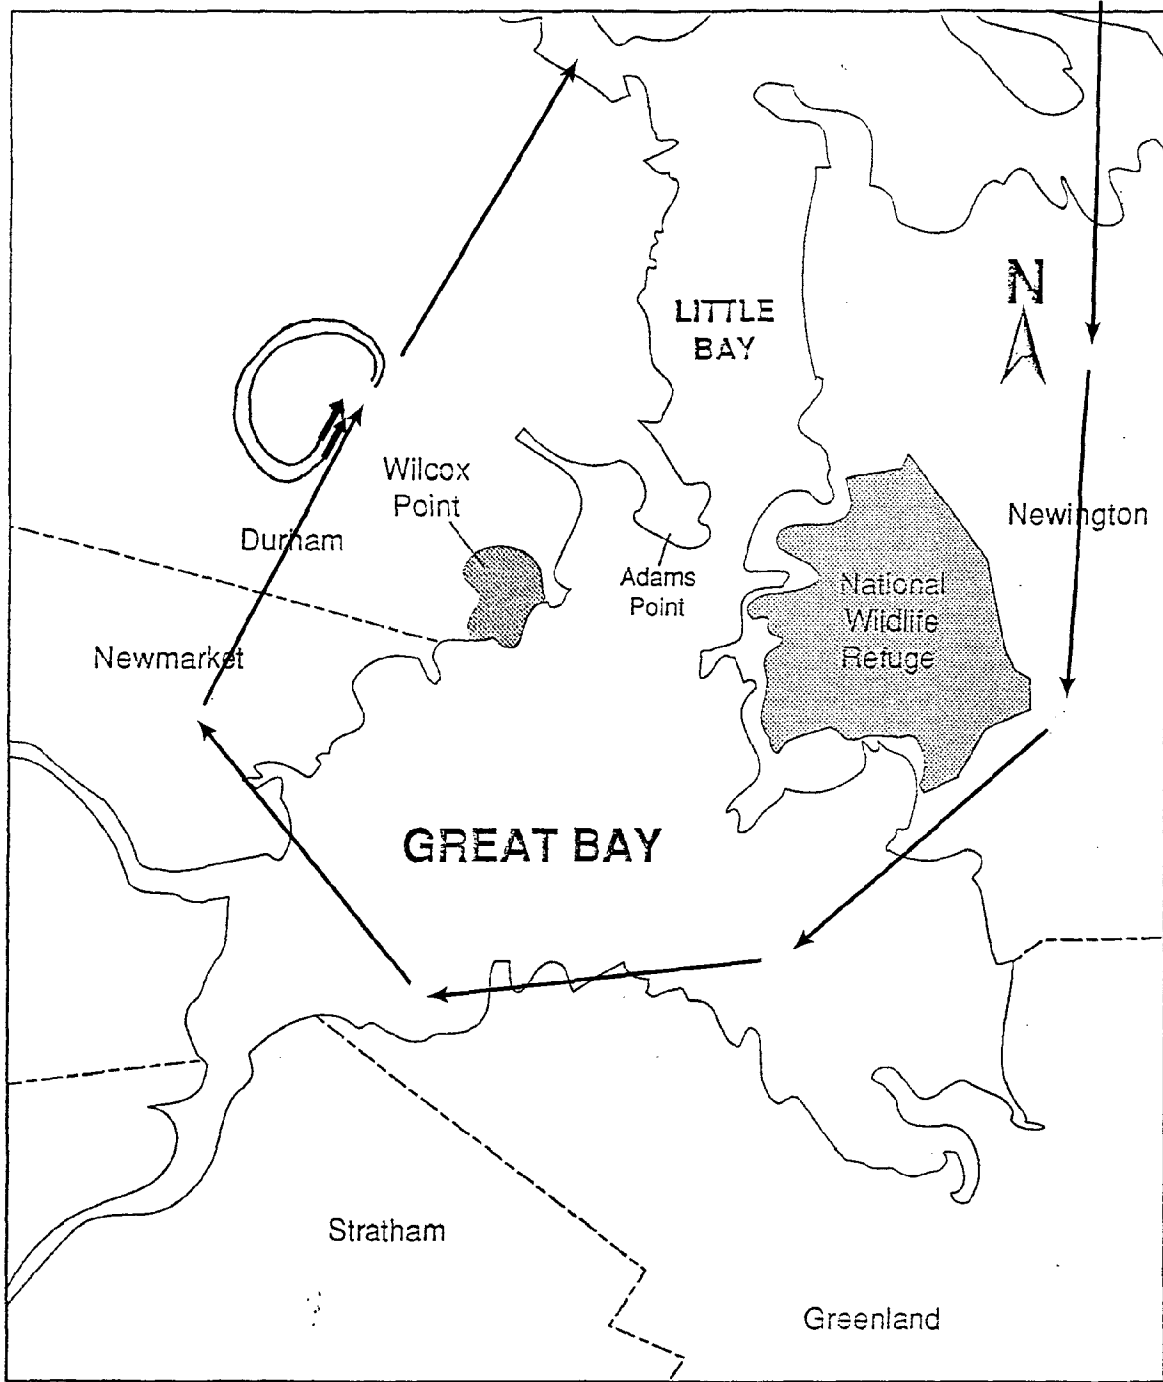 N
LITTLE
BAY
Wilcox
Point
Newington
Durham
Adams
Point
National
Wildlife
Refuge
Newmarket
GREAT BAY
Stratham
Greenland